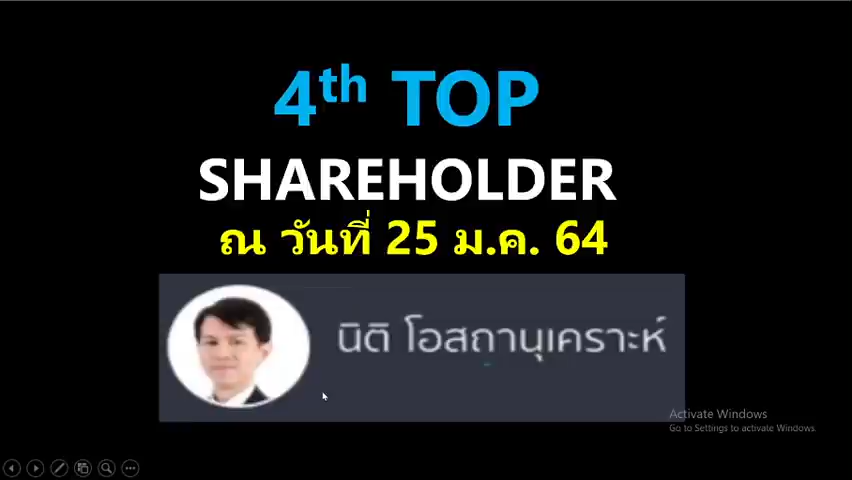 4th TOP
SHAREHOLDER
ณ วันที่ 25 ม.ค. 64
นิติ โอสถานุเคราะห์
Activate Windows
Go to Settings to activate Windows.